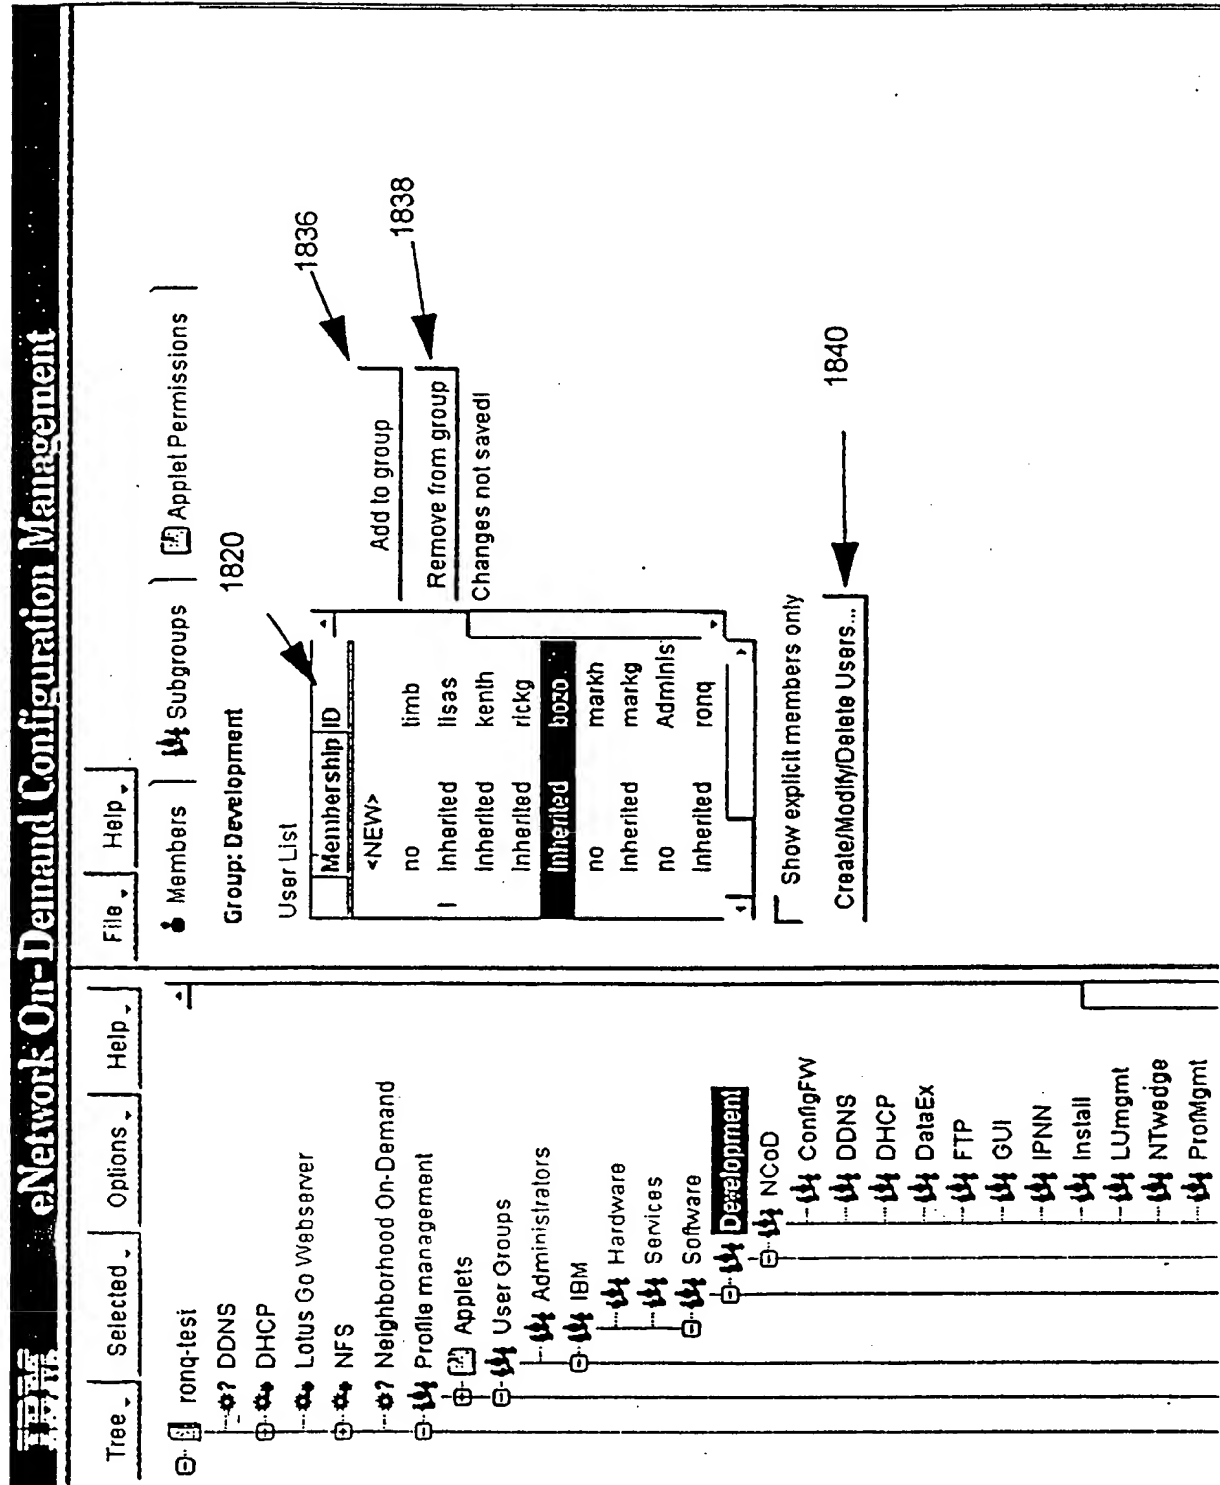 IBM
eNetwork On-Demand Configuration Management
Tree Selected Options Help
ronq-test
? DDNS
DHCP
Lotus Go Webserver
NFS
? Neighborhood On-Demand
Profile management
Applets
User Groups
Administrators
IBM
Hardware
Services
Software
Development
NCoD
ConfigFW
DDNS
DHCP
DataEx
FTP
GUI
IPNN
Install
LUmgmt
NTwedge
ProfMgmt
File Help
Members Subgroups Applet Permissions
Group: Development
1820
User List
Membership ID
<NEW>
no timb
Inherited lisas
Inherited kenth
Inherited rickg
Inherited bozo
no markh
Inherited markg
no Adminis
Inherited ronq
Add to group
1836
Remove from group
1838
Changes not saved!
Show explicit members only
Create/Modify/Delete Users...
1840